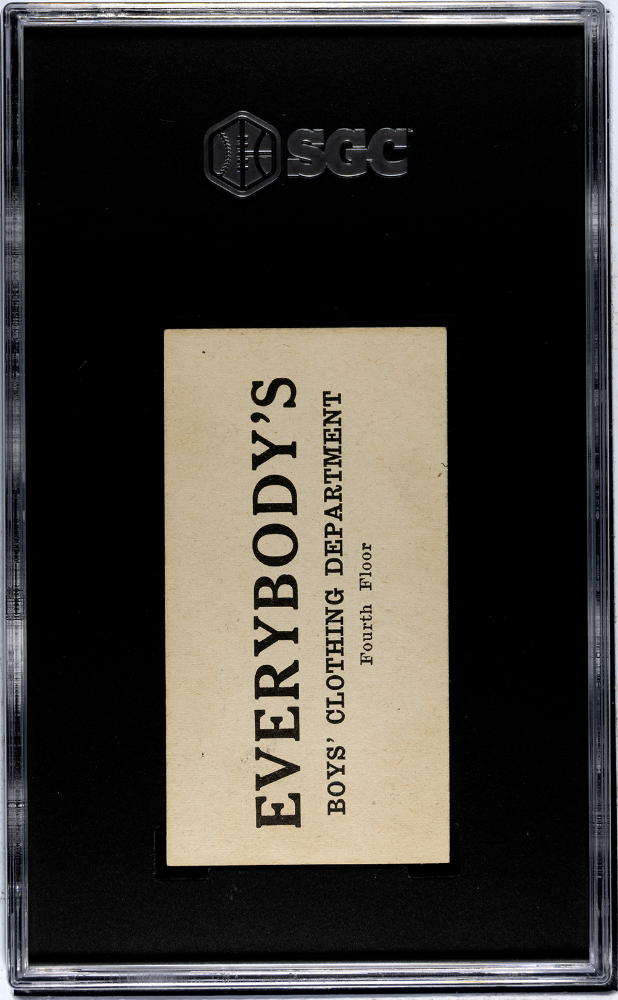 SGC
EVERYBODY'S
BOYS' CLOTHING DEPARTMENT
Fourth Floor